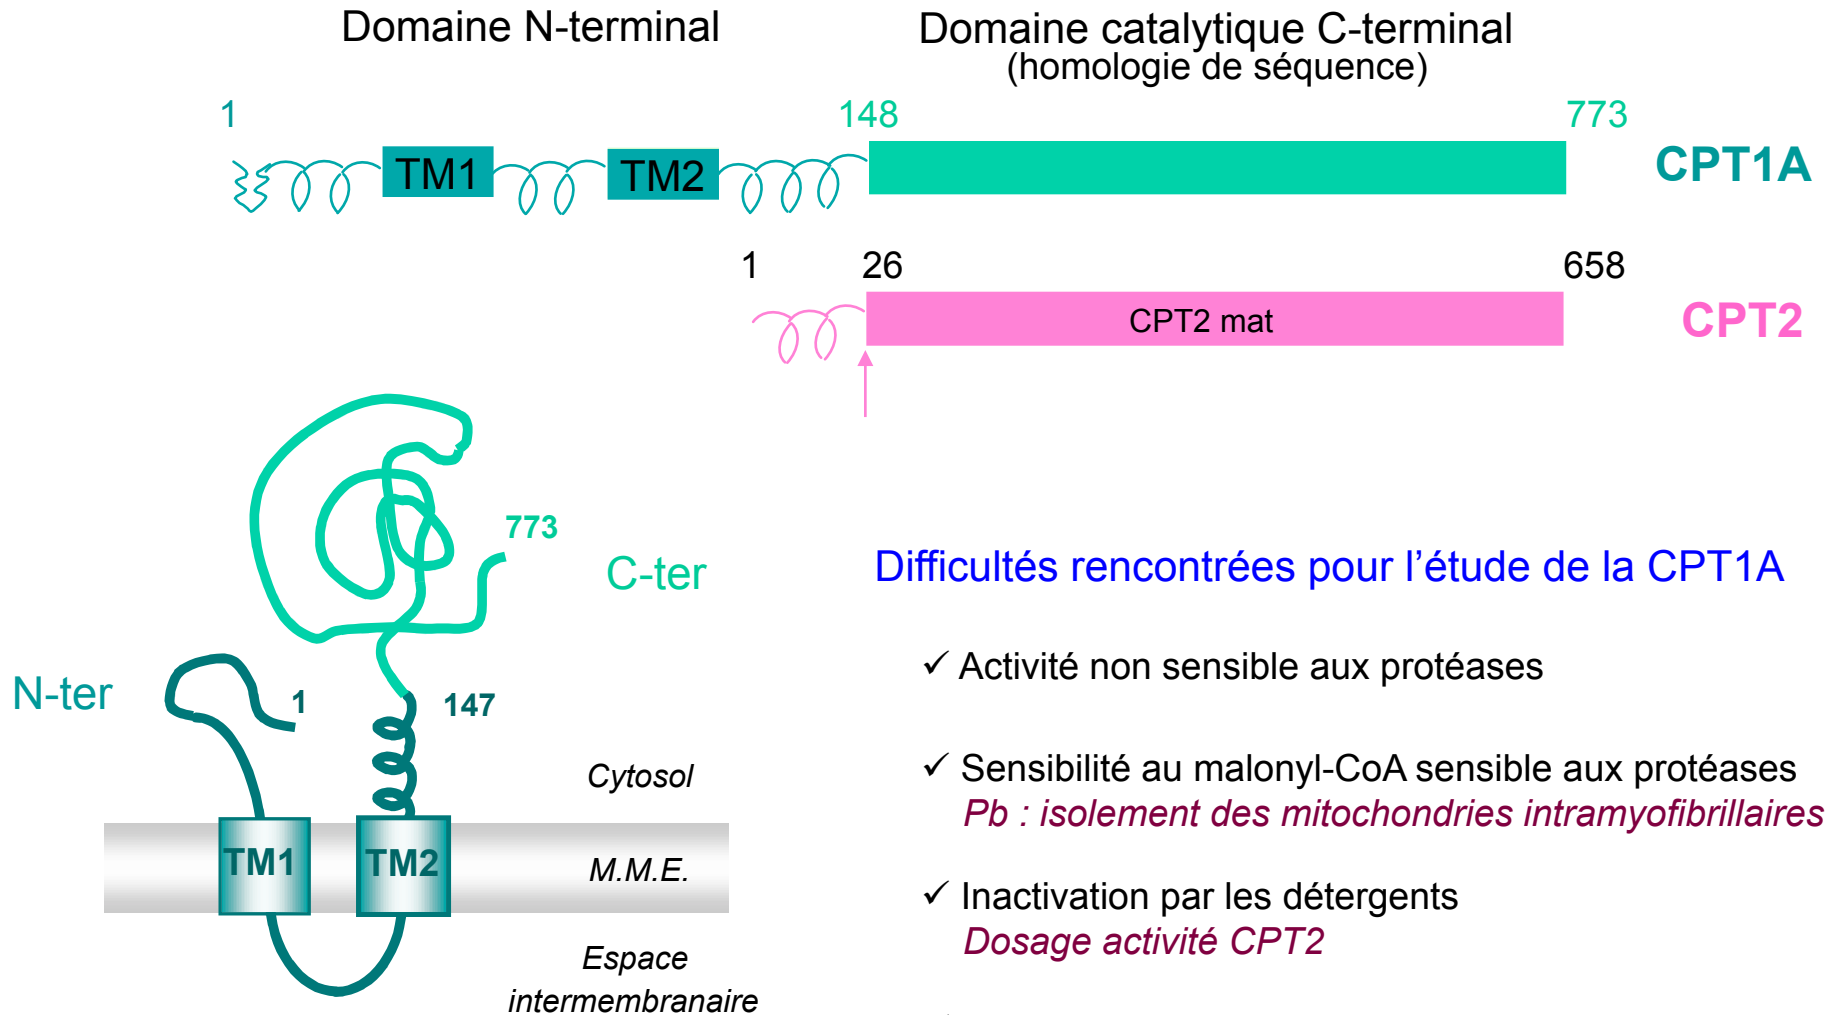 Domaine N-terminal
Domaine catalytique C-terminal
(homologie de séquence)
1
148
773
TM1
TM2
CPT1A
1
26
658
CPT2 mat
CPT2
773
C-ter
N-ter
1
147
Cytosol
TM1
TM2
M.M.E.
Espace
intermembranaire
Difficultés rencontrées pour l’étude de la CPT1A
✓ Activité non sensible aux protéases
✓ Sensibilité au malonyl-CoA sensible aux protéases
Pb : isolement des mitochondries intramyofibrillaires
✓ Inactivation par les détergents
Dosage activité CPT2